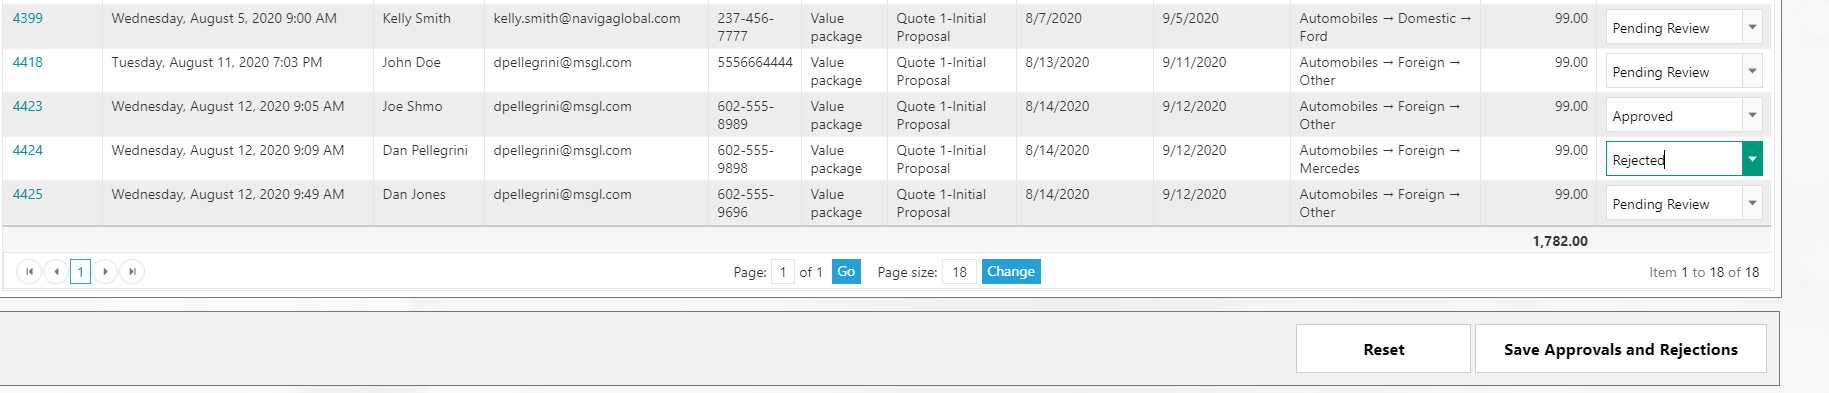 4399 Wednesday, August 5, 2020 9:00 AM Kelly Smith kelly.smith@navigaglobal.com 237-456- Value Quote 1-Initial 8/7/2020 9/5/2020 Automobiles → Domestic → 99.00 Pending Review
7777 package Proposal Ford
4418 Tuesday, August 11, 2020 7:03 PM John Doe dpellegrini@msgl.com 5556664444 Value Quote 1-Initial 8/13/2020 9/11/2020 Automobiles → Foreign → 99.00 Pending Review
package Proposal Other
4423 Wednesday, August 12, 2020 9:05 AM Joe Shmo dpellegrini@msgl.com 602-555- Value Quote 1-Initial 8/14/2020 9/12/2020 Automobiles → Foreign → 99.00 Approved
8989 package Proposal Other
4424 Wednesday, August 12, 2020 9:09 AM Dan Pellegrini dpellegrini@msgl.com 602-555- Value Quote 1-Initial 8/14/2020 9/12/2020 Automobiles → Foreign → 99.00 Rejected
9898 package Proposal Mercedes
4425 Wednesday, August 12, 2020 9:49 AM Dan Jones dpellegrini@msgl.com 602-555- Value Quote 1-Initial 8/14/2020 9/12/2020 Automobiles → Foreign → 99.00 Pending Review
9696 package Proposal Other
1,782.00
1 Page: 1 of 1 Go Page size: 18 Change Item 1 to 18 of 18
Reset Save Approvals and Rejections